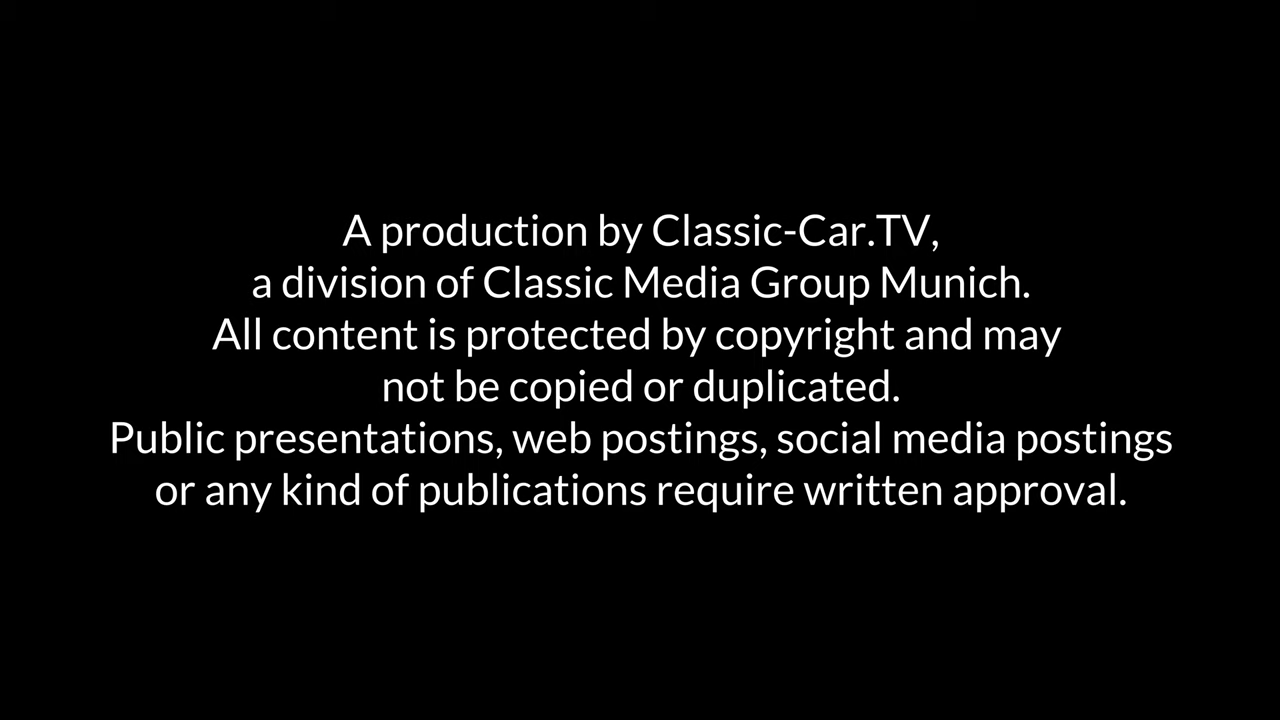 A production by Classic-Car.TV,
a division of Classic Media Group Munich.
All content is protected by copyright and may
not be copied or duplicated.
Public presentations, web postings, social media postings
or any kind of publications require written approval.